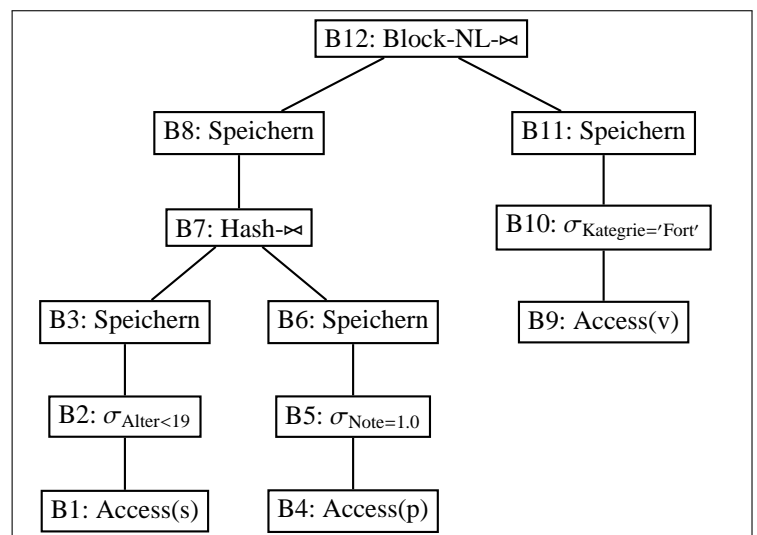 B12: Block-NL-⋈
B8: Speichern
B11: Speichern
B7: Hash-⋈
B10: σKategrie=′Fort′
B3: Speichern
B6: Speichern
B9: Access(v)
B2: σAlter<19
B5: σNote=1.0
B1: Access(s)
B4: Access(p)